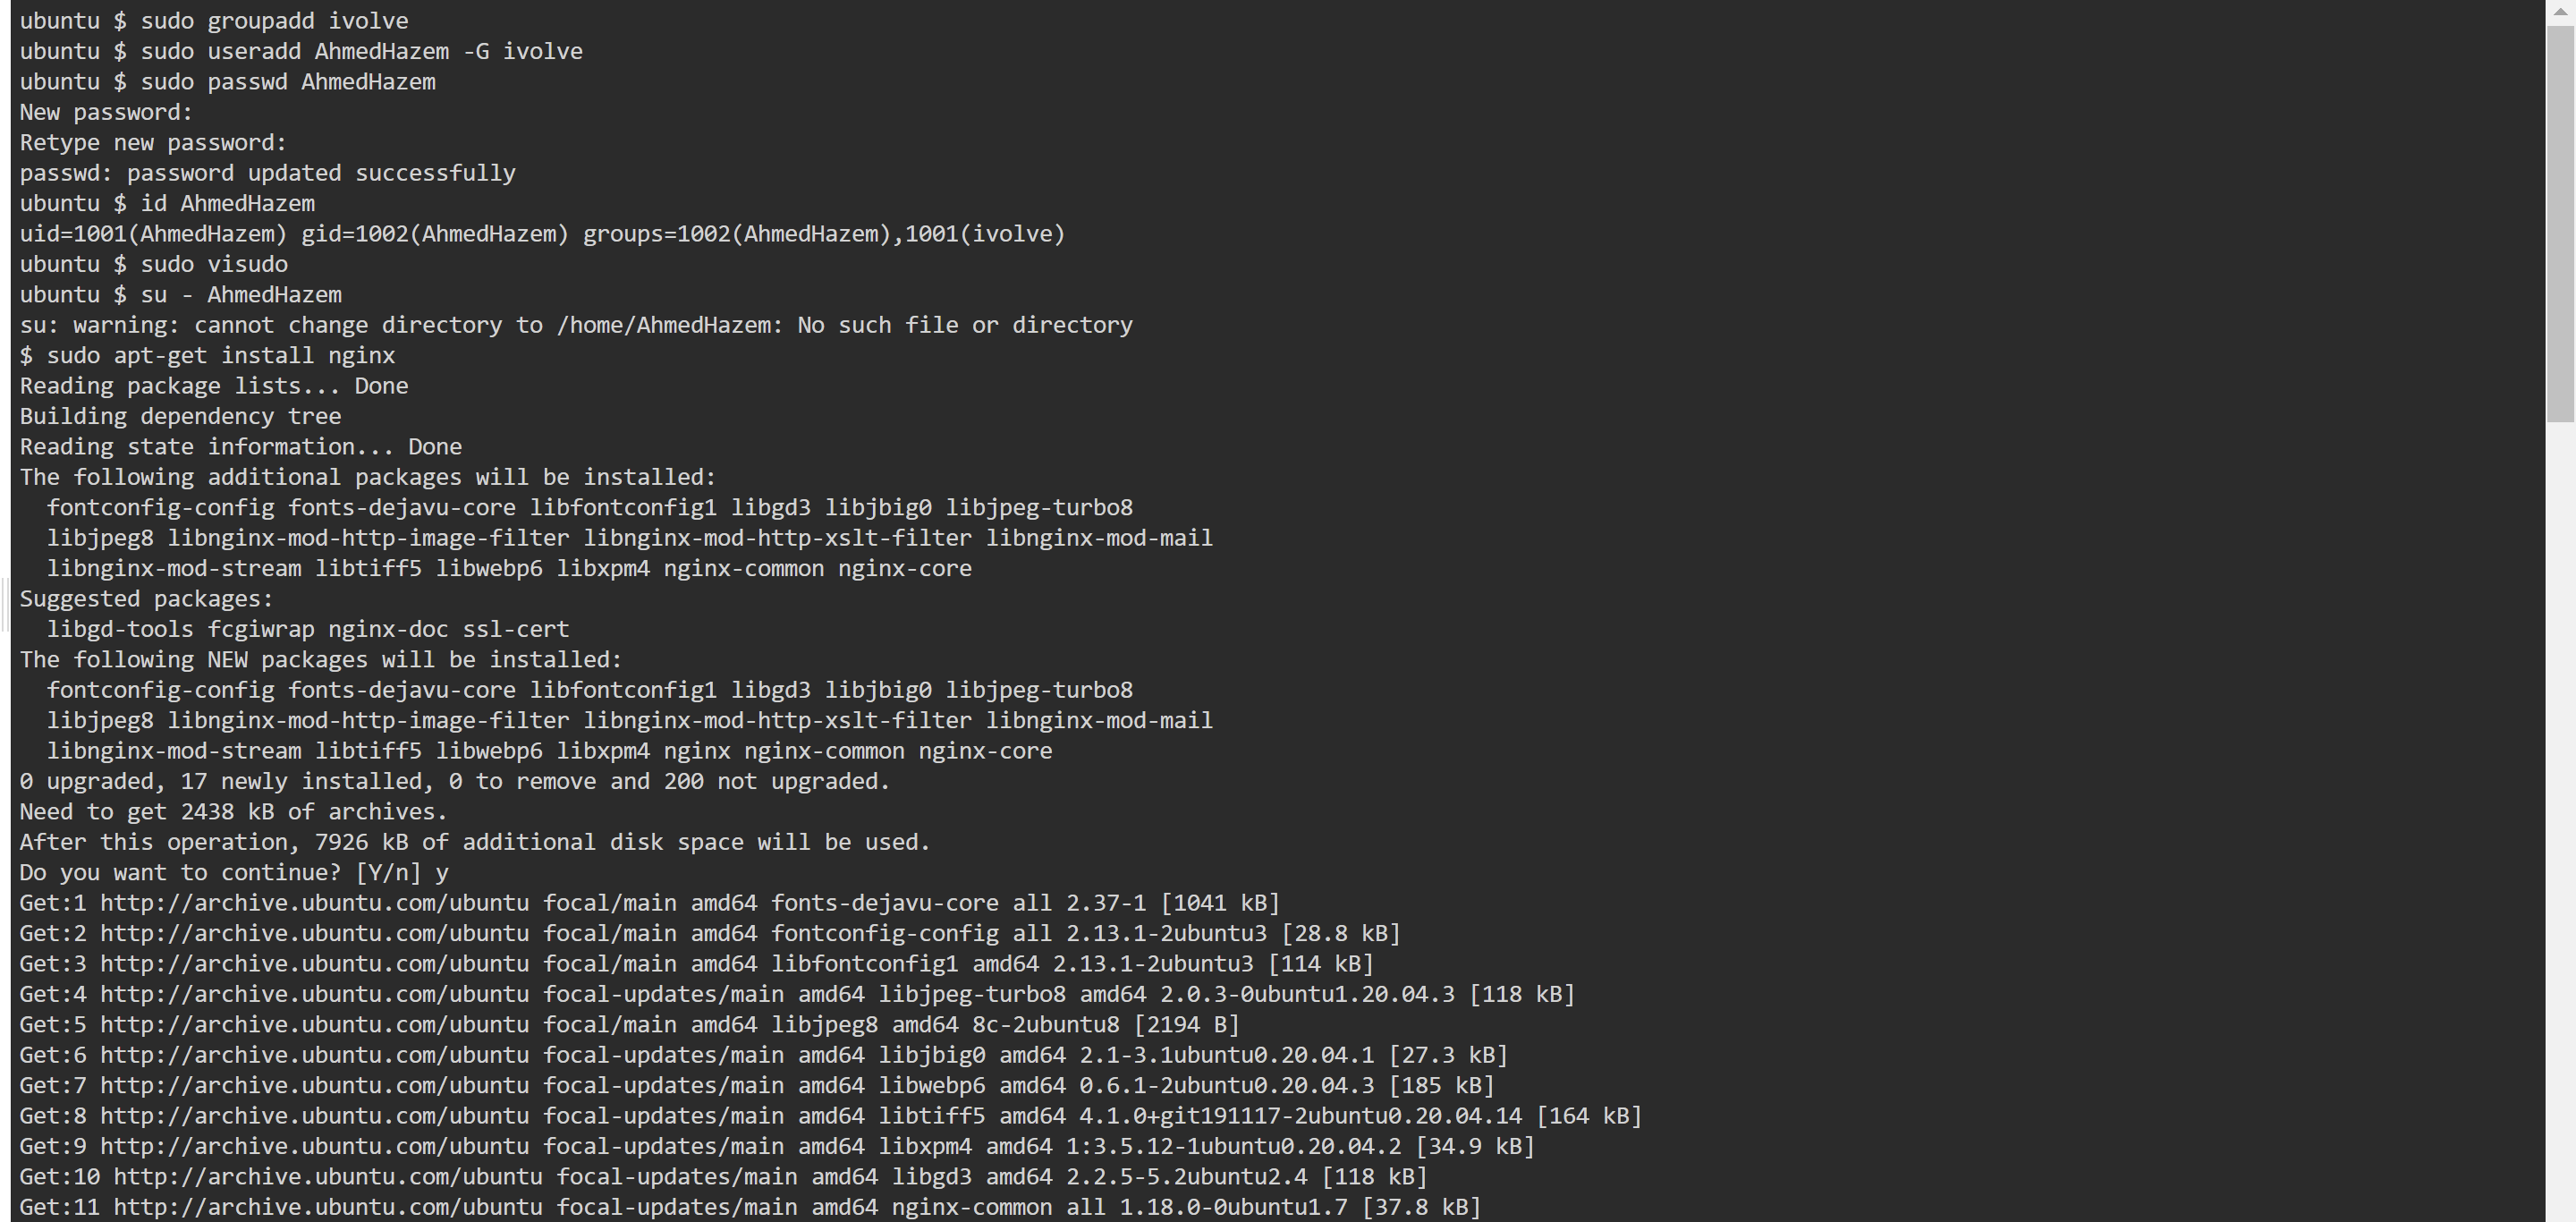 ubuntu $ sudo groupadd ivolve
ubuntu $ sudo useradd AhmedHazem -G ivolve
ubuntu $ sudo passwd AhmedHazem
New password:
Retype new password:
passwd: password updated successfully
ubuntu $ id AhmedHazem
uid=1001(AhmedHazem) gid=1002(AhmedHazem) groups=1002(AhmedHazem),1001(ivolve)
ubuntu $ sudo visudo
ubuntu $ su - AhmedHazem
su: warning: cannot change directory to /home/AhmedHazem: No such file or directory
$ sudo apt-get install nginx
Reading package lists... Done
Building dependency tree
Reading state information... Done
The following additional packages will be installed:
  fontconfig-config fonts-dejavu-core libfontconfig1 libgd3 libjbig0 libjpeg-turbo8
  libjpeg8 libnginx-mod-http-image-filter libnginx-mod-http-xslt-filter libnginx-mod-mail
  libnginx-mod-stream libtiff5 libwebp6 libxpm4 nginx-common nginx-core
Suggested packages:
  libgd-tools fcgiwrap nginx-doc ssl-cert
The following NEW packages will be installed:
  fontconfig-config fonts-dejavu-core libfontconfig1 libgd3 libjbig0 libjpeg-turbo8
  libjpeg8 libnginx-mod-http-image-filter libnginx-mod-http-xslt-filter libnginx-mod-mail
  libnginx-mod-stream libtiff5 libwebp6 libxpm4 nginx nginx-common nginx-core
0 upgraded, 17 newly installed, 0 to remove and 200 not upgraded.
Need to get 2438 kB of archives.
After this operation, 7926 kB of additional disk space will be used.
Do you want to continue? [Y/n] y
Get:1 http://archive.ubuntu.com/ubuntu focal/main amd64 fonts-dejavu-core all 2.37-1 [1041 kB]
Get:2 http://archive.ubuntu.com/ubuntu focal/main amd64 fontconfig-config all 2.13.1-2ubuntu3 [28.8 kB]
Get:3 http://archive.ubuntu.com/ubuntu focal/main amd64 libfontconfig1 amd64 2.13.1-2ubuntu3 [114 kB]
Get:4 http://archive.ubuntu.com/ubuntu focal-updates/main amd64 libjpeg-turbo8 amd64 2.0.3-0ubuntu1.20.04.3 [118 kB]
Get:5 http://archive.ubuntu.com/ubuntu focal/main amd64 libjpeg8 amd64 8c-2ubuntu8 [2194 B]
Get:6 http://archive.ubuntu.com/ubuntu focal-updates/main amd64 libjbig0 amd64 2.1-3.1ubuntu0.20.04.1 [27.3 kB]
Get:7 http://archive.ubuntu.com/ubuntu focal-updates/main amd64 libwebp6 amd64 0.6.1-2ubuntu0.20.04.3 [185 kB]
Get:8 http://archive.ubuntu.com/ubuntu focal-updates/main amd64 libtiff5 amd64 4.1.0+git191117-2ubuntu0.20.04.14 [164 kB]
Get:9 http://archive.ubuntu.com/ubuntu focal-updates/main amd64 libxpm4 amd64 1:3.5.12-1ubuntu0.20.04.2 [34.9 kB]
Get:10 http://archive.ubuntu.com/ubuntu focal-updates/main amd64 libgd3 amd64 2.2.5-5.2ubuntu2.4 [118 kB]
Get:11 http://archive.ubuntu.com/ubuntu focal-updates/main amd64 nginx-common all 1.18.0-0ubuntu1.7 [37.8 kB]